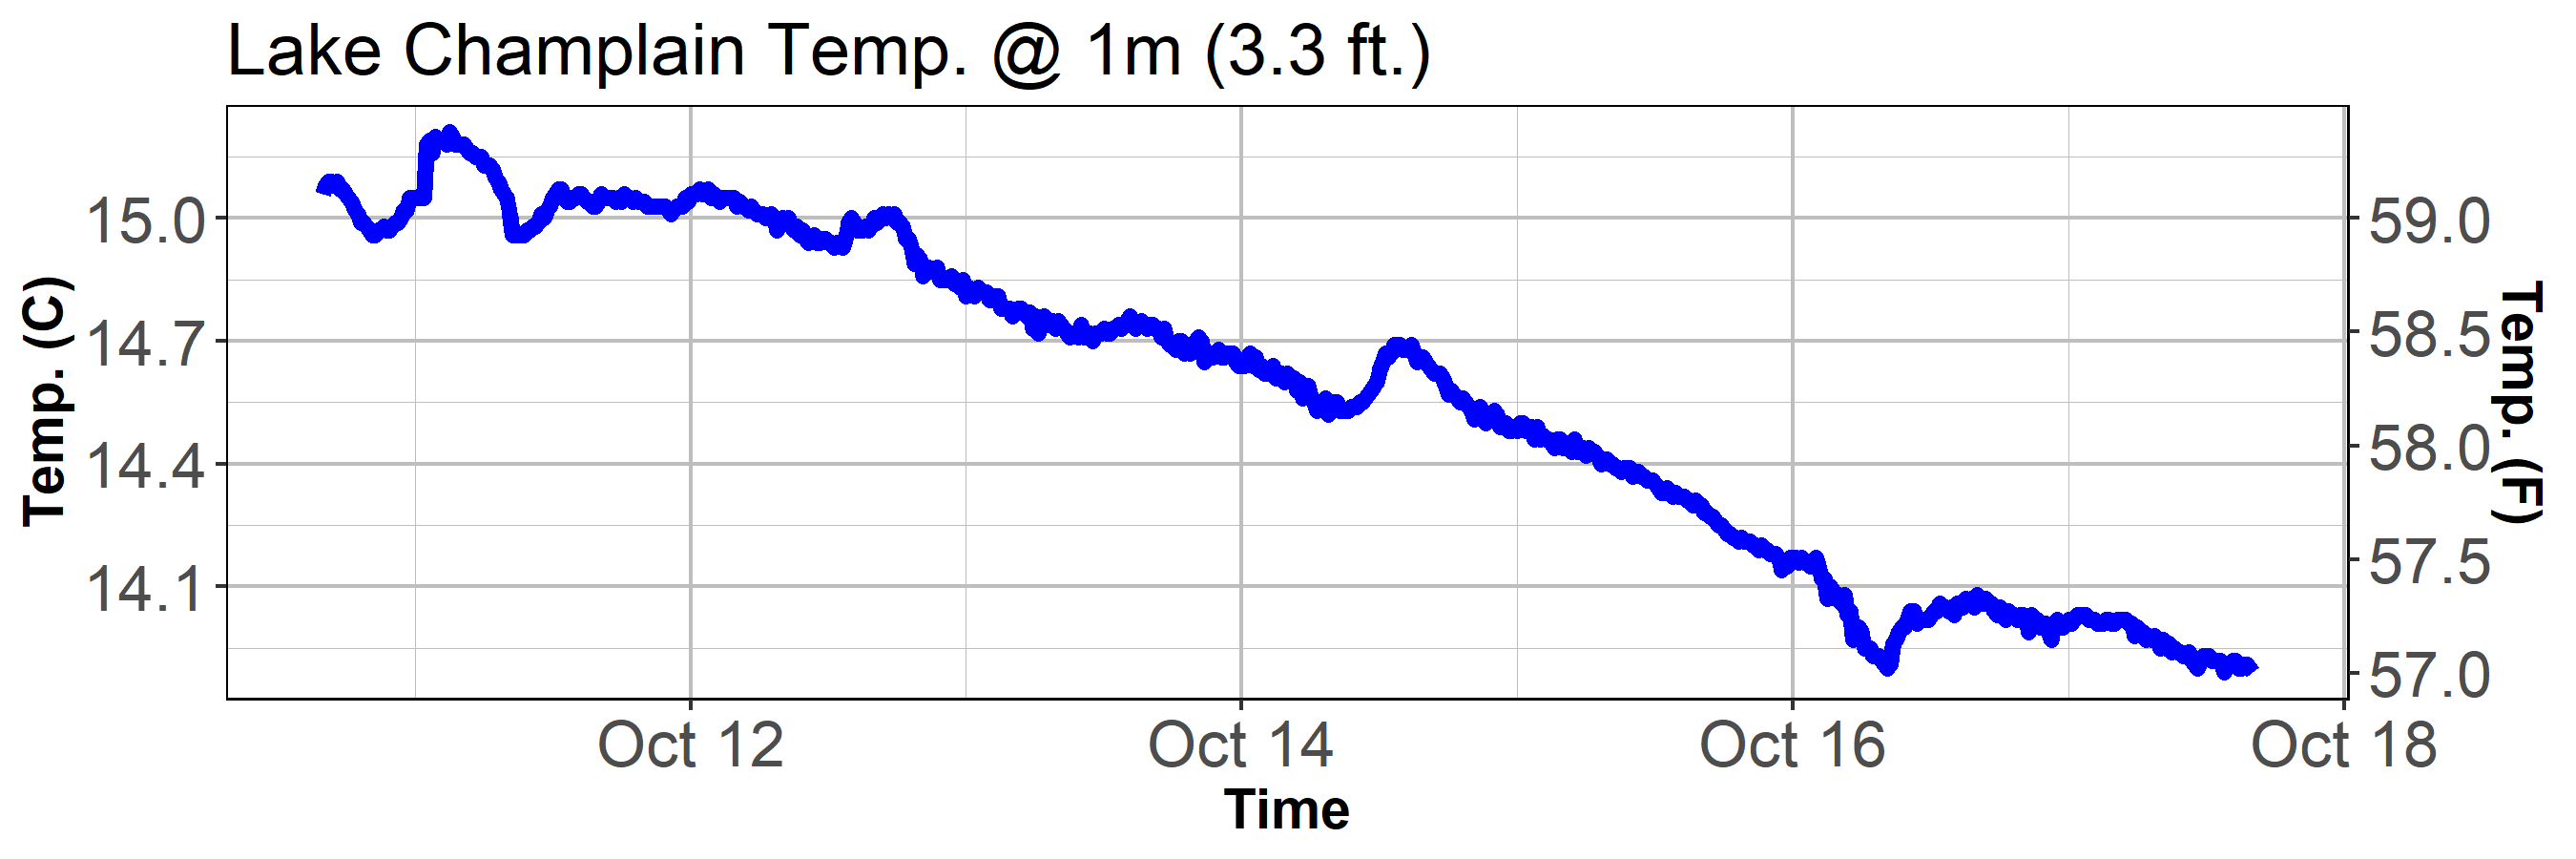 Lake Champlain Temp. @ 1m (3.3 ft.)
Temp. (C)
15.0
14.7
14.4
14.1
59.0
58.5
58.0
57.5
57.0
Temp. (F)
Oct 12
Oct 14
Oct 16
Oct 18
Time